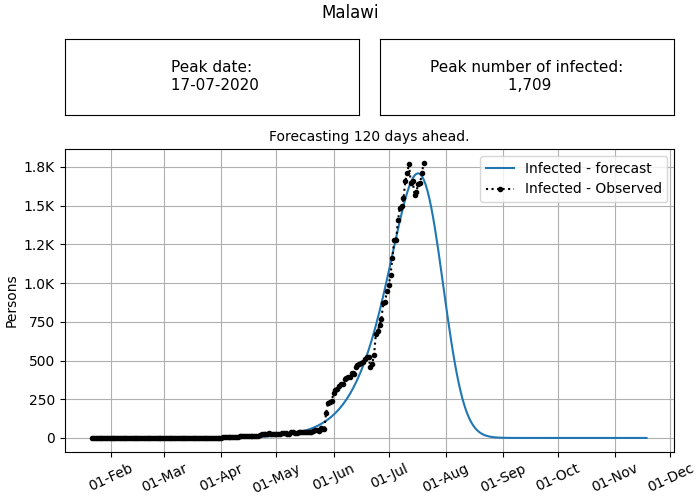 Malawi
Peak date:
17-07-2020
Peak number of infected:
1,709
Forecasting 120 days ahead.
Infected - forecast
Infected - Observed
Persons
1.8K
1.5K
1.2K
1.0K
750
500
250
0
01-Feb
01-Mar
01-Apr
01-May
01-Jun
01-Jul
01-Aug
01-Sep
01-Oct
01-Nov
01-Dec